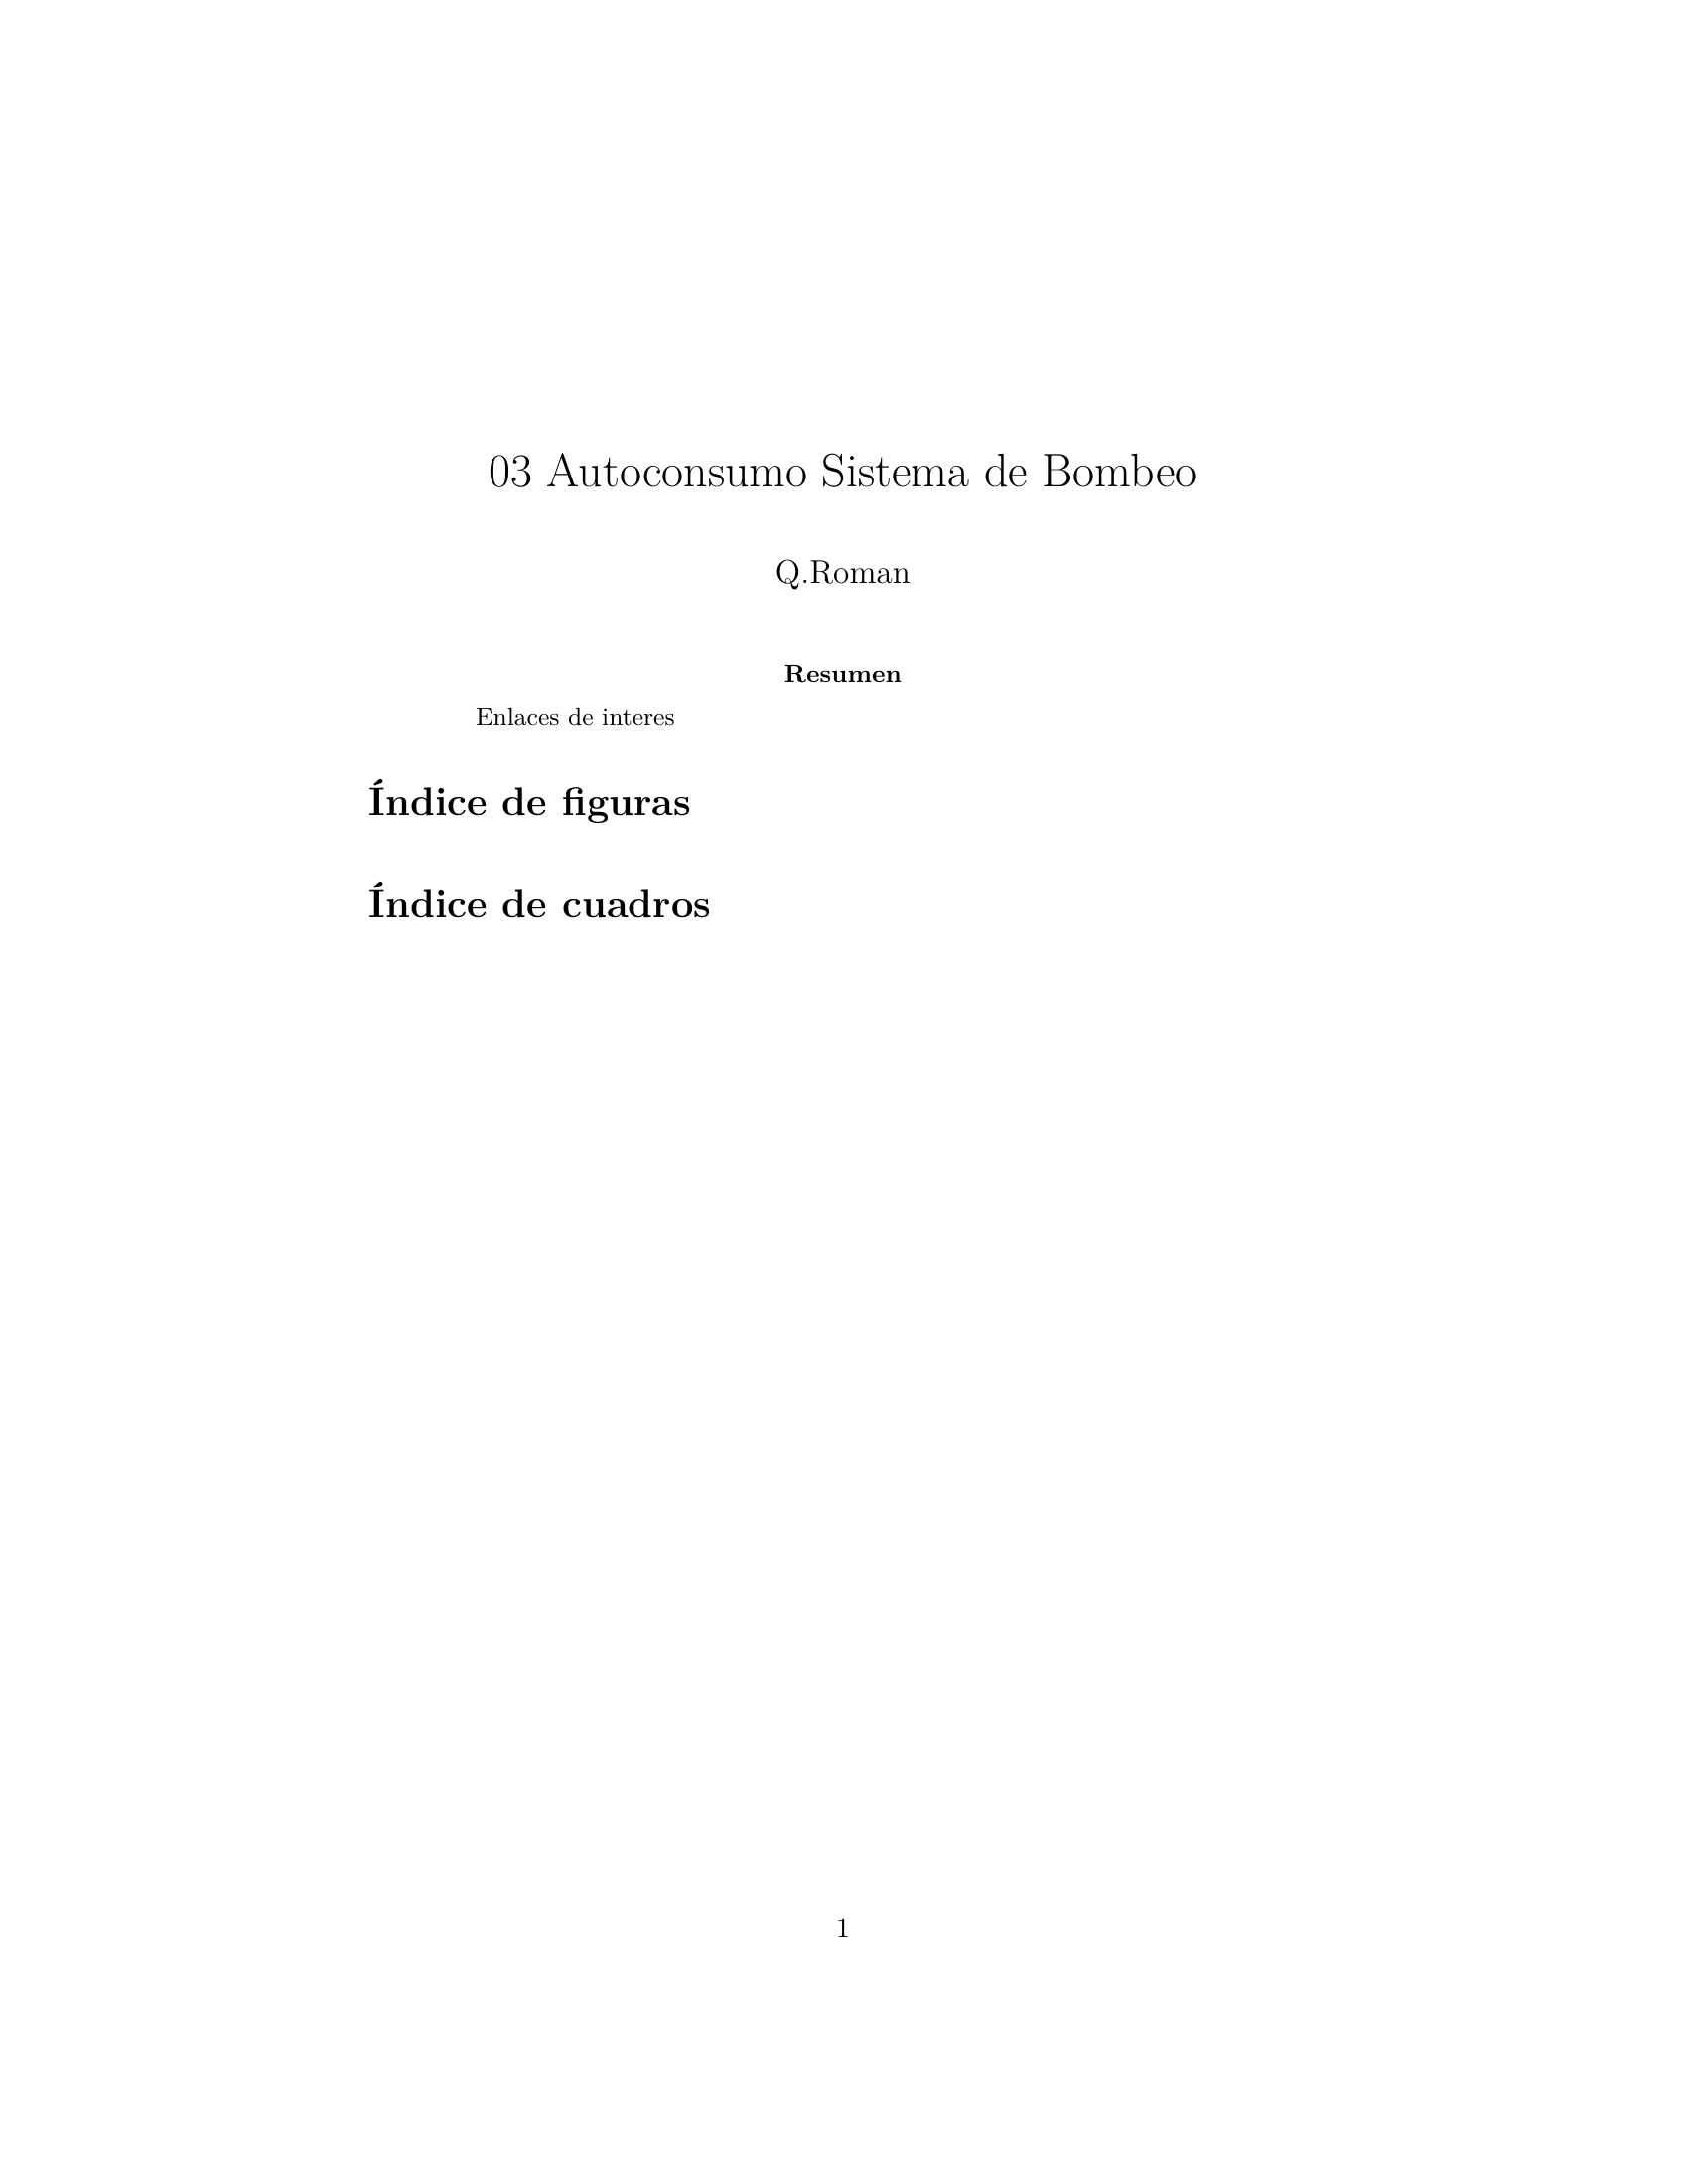 03 Autoconsumo Sistema de Bombeo
Q.Roman
Resumen
Enlaces de interes
Índice de figuras
Índice de cuadros
1